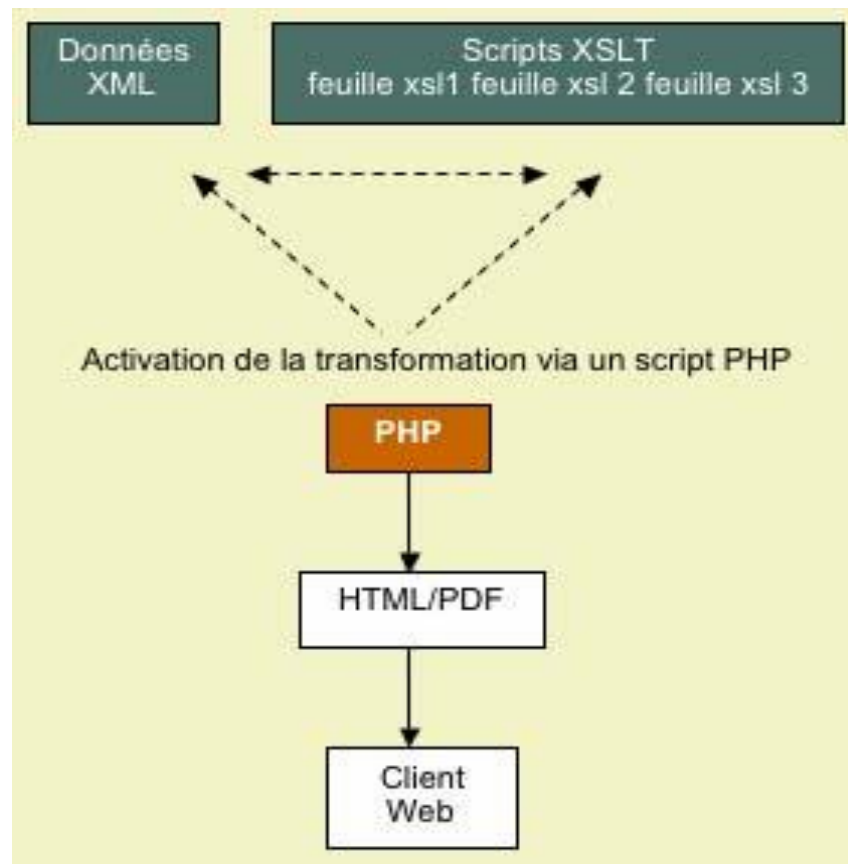 Données
XML
Scripts XSLT
feuille xsl1 feuille xsl 2 feuille xsl 3
Activation de la transformation via un script PHP
PHP
HTML/PDF
Client
Web